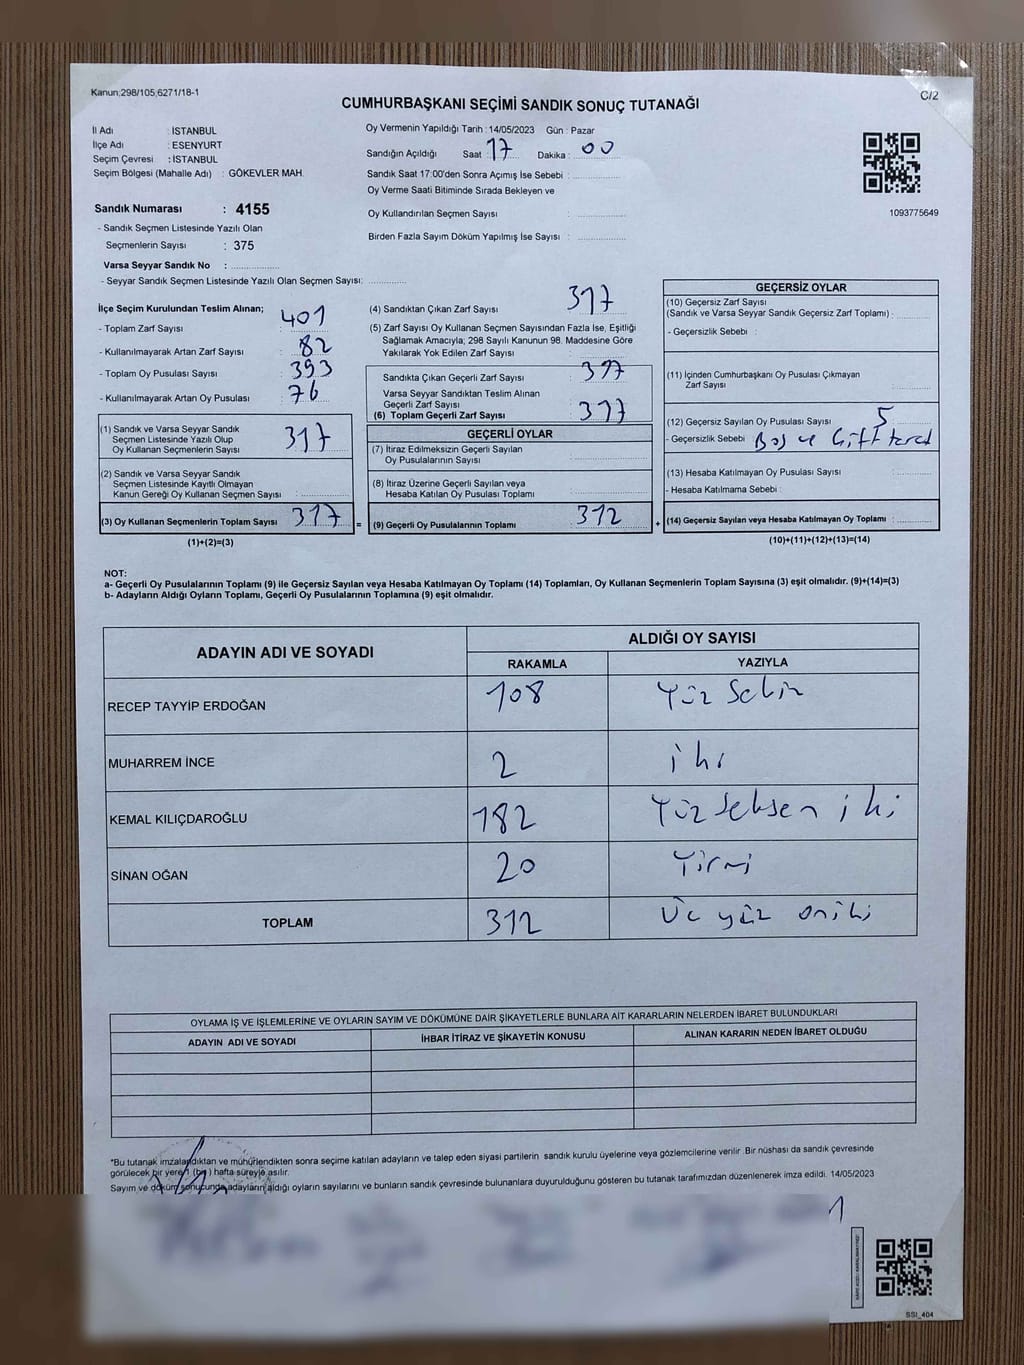 Kanun;298/105;6271/18-1
C/2
CUMHURBAŞKANI SEÇİMİ SANDIK SONUÇ TUTANAĞI
İl Adı : İSTANBUL
İlçe Adı : ESENYURT
Seçim Çevresi : İSTANBUL
Seçim Bölgesi (Mahalle Adı) : GÖKEVLER MAH.
Oy Vermenin Yapıldığı Tarih : 14/05/2023 Gün : Pazar
Sandığın Açıldığı Saat : 17 Dakika : 00
Sandık Saat 17:00'den Sonra Açımış İse Sebebi :
Oy Verme Saati Bitiminde Sırada Bekleyen ve
Oy Kullandırılan Seçmen Sayısı :
Birden Fazla Sayım Döküm Yapılmış İse Sayısı :
1093775649
Sandık Numarası : 4155
- Sandık Seçmen Listesinde Yazılı Olan
Seçmenlerin Sayısı : 375
Varsa Seyyar Sandık No :
- Seyyar Sandık Seçmen Listesinde Yazılı Olan Seçmen Sayısı:
İlçe Seçim Kurulundan Teslim Alınan;
- Toplam Zarf Sayısı : 401
- Kullanılmayarak Artan Zarf Sayısı : 82
- Toplam Oy Pusulası Sayısı : 393
- Kullanılmayarak Artan Oy Pusulası : 76
(1) Sandık ve Varsa Seyyar Sandık
Seçmen Listesinde Yazılı Olup
Oy Kullanan Seçmenlerin Sayısı : 317
(2) Sandık ve Varsa Seyyar Sandık
Seçmen Listesinde Kayıtlı Olmayan
Kanun Gereği Oy Kullanan Seçmen Sayısı :
(3) Oy Kullanan Seçmenlerin Toplam Sayısı 317 =
(1)+(2)=(3)
(4) Sandıktan Çıkan Zarf Sayısı : 317
(5) Zarf Sayısı Oy Kullanan Seçmen Sayısından Fazla İse, Eşitliği
Sağlamak Amacıyla; 298 Sayılı Kanunun 98. Maddesine Göre
Yakılarak Yok Edilen Zarf Sayısı :
Sandıkta Çıkan Geçerli Zarf Sayısı : 317
Varsa Seyyar Sandıktan Teslim Alınan
Geçerli Zarf Sayısı
(6) Toplam Geçerli Zarf Sayısı : 317
GEÇERLİ OYLAR
(7) İtiraz Edilmeksizin Geçerli Sayılan
Oy Pusulalarının Sayısı :
(8) İtiraz Üzerine Geçerli Sayılan veya
Hesaba Katılan Oy Pusulası Toplamı :
(9) Geçerli Oy Pusulalarının Toplamı : 312 +
GEÇERSİZ OYLAR
(10) Geçersiz Zarf Sayısı
(Sandık ve Varsa Seyyar Sandık Geçersiz Zarf Toplamı) :
- Geçersizlik Sebebi :
(11) İçinden Cumhurbaşkanı Oy Pusulası Çıkmayan
Zarf Sayısı :
(12) Geçersiz Sayılan Oy Pusulası Sayısı : 5
- Geçersizlik Sebebi : Boş ve Çift terct
(13) Hesaba Katılmayan Oy Pusulası Sayısı :
- Hesaba Katılmama Sebebi :
(14) Geçersiz Sayılan veya Hesaba Katılmayan Oy Toplamı :
(10)+(11)+(12)+(13)=(14)
NOT:
a- Geçerli Oy Pusulalarının Toplamı (9) ile Geçersiz Sayılan veya Hesaba Katılmayan Oy Toplamı (14) Toplamları, Oy Kullanan Seçmenlerin Toplam Sayısına (3) eşit olmalıdır. (9)+(14)=(3)
b- Adayların Aldığı Oyların Toplamı, Geçerli Oy Pusulalarının Toplamına (9) eşit olmalıdır.
ADAYIN ADI VE SOYADI
ALDIĞI OY SAYISI
RAKAMLA YAZIYLA
RECEP TAYYİP ERDOĞAN 108 Yüz Sekiz
MUHARREM İNCE 2 iki
KEMAL KILIÇDAROĞLU 182 Yüz Seksen iki
SİNAN OĞAN 20 Yirmi
TOPLAM 312 Üç yüz oniki
OYLAMA İŞ VE İŞLEMLERİNE VE OYLARIN SAYIM VE DÖKÜMÜNE DAİR ŞİKAYETLERLE BUNLARA AİT KARARLARIN NELERDEN İBARET BULUNDUKLARI
ADAYIN ADI VE SOYADI İHBAR İTİRAZ VE ŞİKAYETİN KONUSU ALINAN KARARIN NEDEN İBARET OLDUĞU
*Bu tutanak imzalandıktan ve mühürlendikten sonra seçime katılan adayların ve talep eden siyasi partilerin sandık kurulu üyelerine veya gözlemcilerine verilir. Bir nüshası da sandık çevresinde
görülecek bir yere 1 (bir) hafta süreyle asılır.
Sayım ve döküm sonucunda adayların aldığı oyların sayılarını ve bunların sandık çevresinde bulunanlara duyurulduğunu gösteren bu tutanak tarafımızdan düzenlenerek imza edildi. 14/05/2023
SSI_404